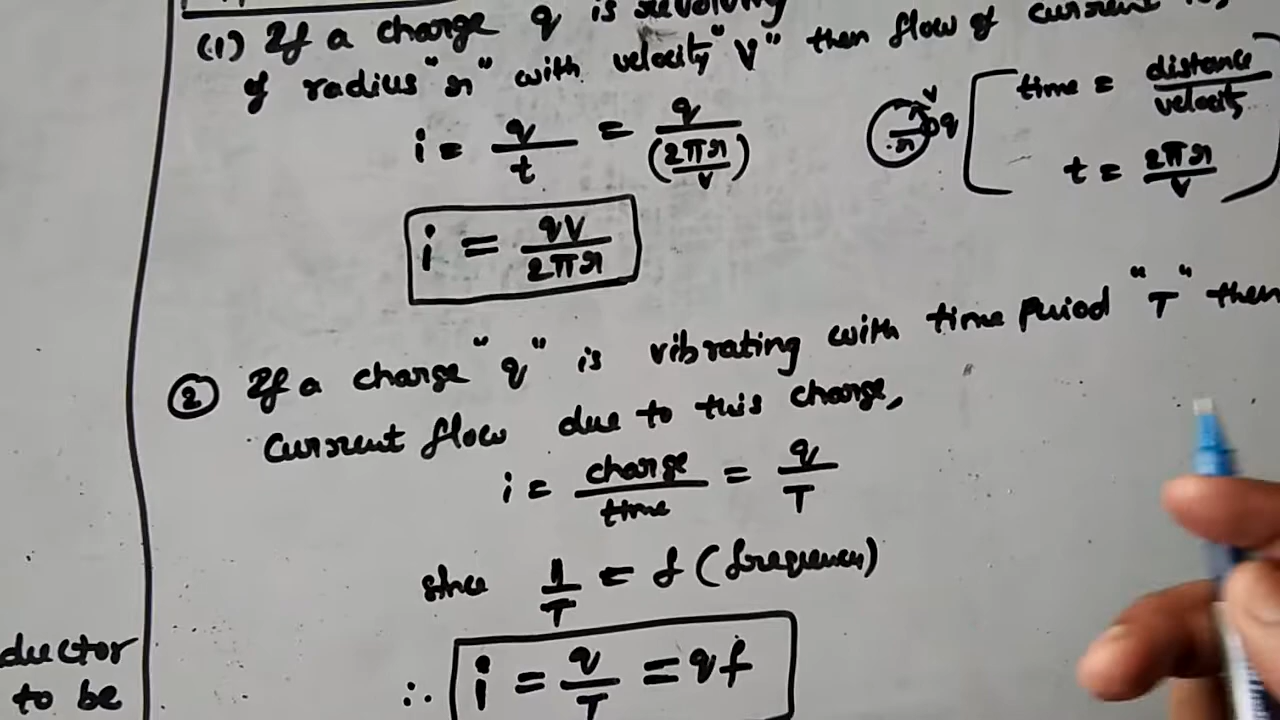 (1) If a charge q is revolving
of radius "r" with velocity "V" then flow of current
i = q/t = q/(2πr/v)
v
r q
time = distance/velocity
t = 2πr/v
i = qV/2πr
② If a charge "q" is vibrating with time period "T" then
current flow due to this charge,
i = charge/time = q/T
since 1/T = f (frequency)
∴ i = q/T = qf
ductor
to be